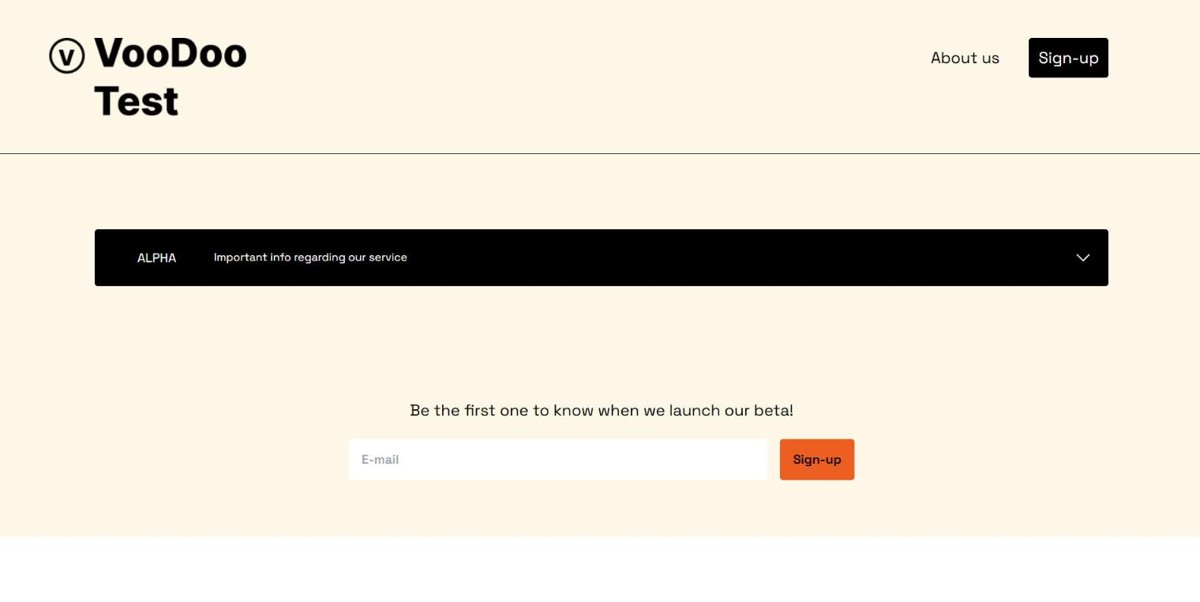 V VooDoo
Test
About us
Sign-up
ALPHA
Important info regarding our service
Be the first one to know when we launch our beta!
E-mail
Sign-up